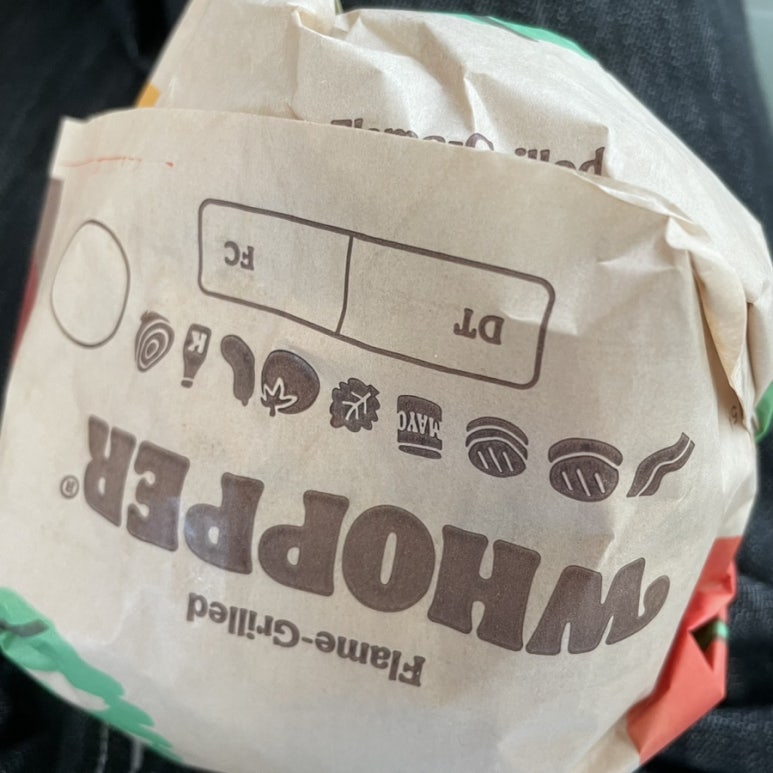 Flame-Grilled
WHOPPER®
MAYO K
DT FC